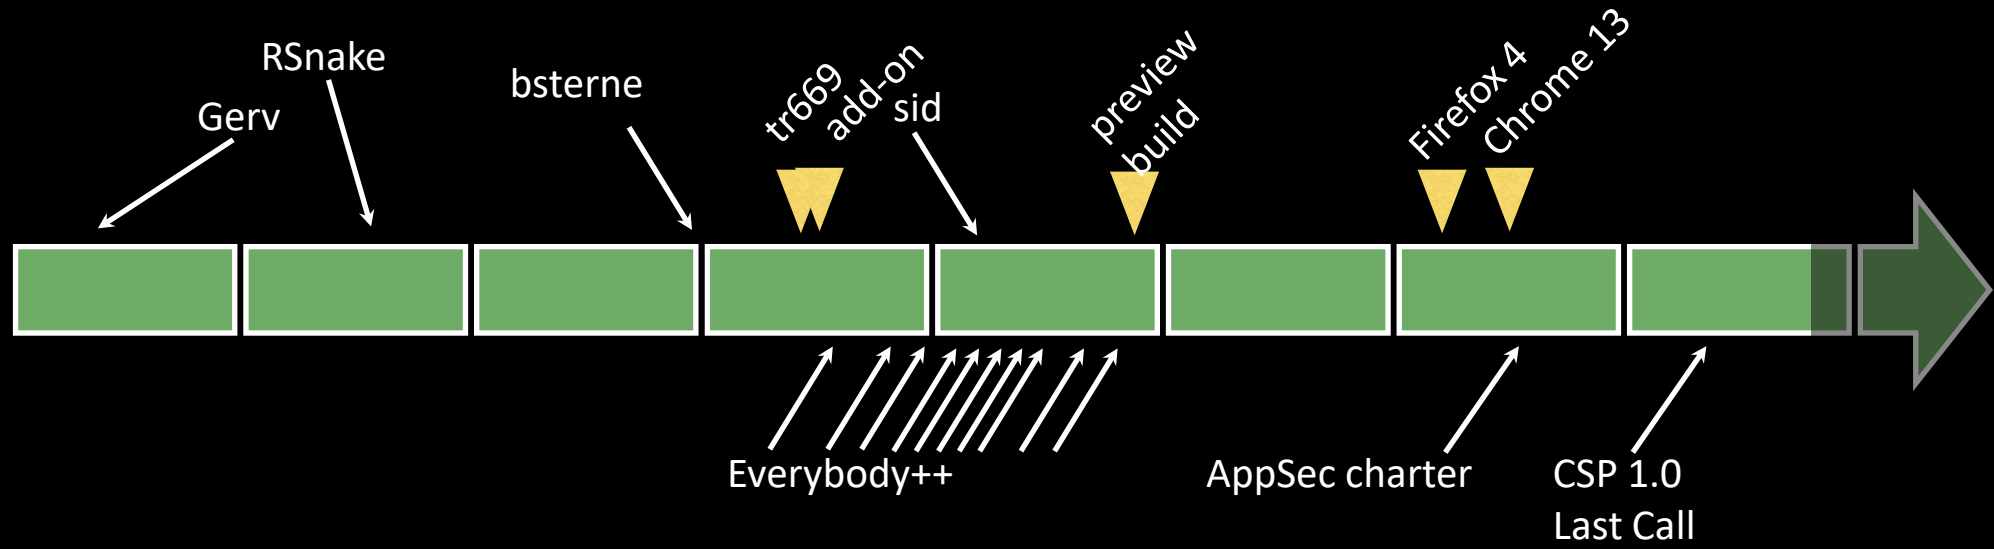 RSnake
Gerv
bsterne
tr669
add-on
sid
preview
build
Firefox 4
Chrome 13
Everybody++
AppSec charter
CSP 1.0
Last Call